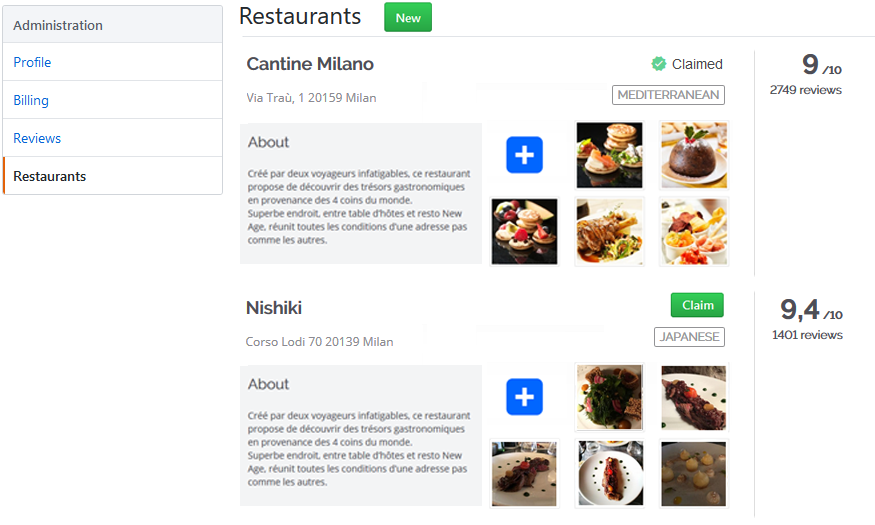 Administration
Profile
Billing
Reviews
Restaurants
Restaurants
New
Cantine Milano
Claimed
Via Traù, 1 20159 Milan
MEDITERRANEAN
9 /10
2749 reviews
About
Créé par deux voyageurs infatigables, ce restaurant
propose de découvrir des trésors gastronomiques
en provenance des 4 coins du monde.
Superbe endroit, entre table d'hôtes et resto New
Age, réunit toutes les conditions d'une adresse pas
comme les autres.
Nishiki
Claim
Corso Lodi 70 20139 Milan
JAPANESE
9,4 /10
1401 reviews
About
Créé par deux voyageurs infatigables, ce restaurant
propose de découvrir des trésors gastronomiques
en provenance des 4 coins du monde.
Superbe endroit, entre table d'hôtes et resto New
Age, réunit toutes les conditions d'une adresse pas
comme les autres.